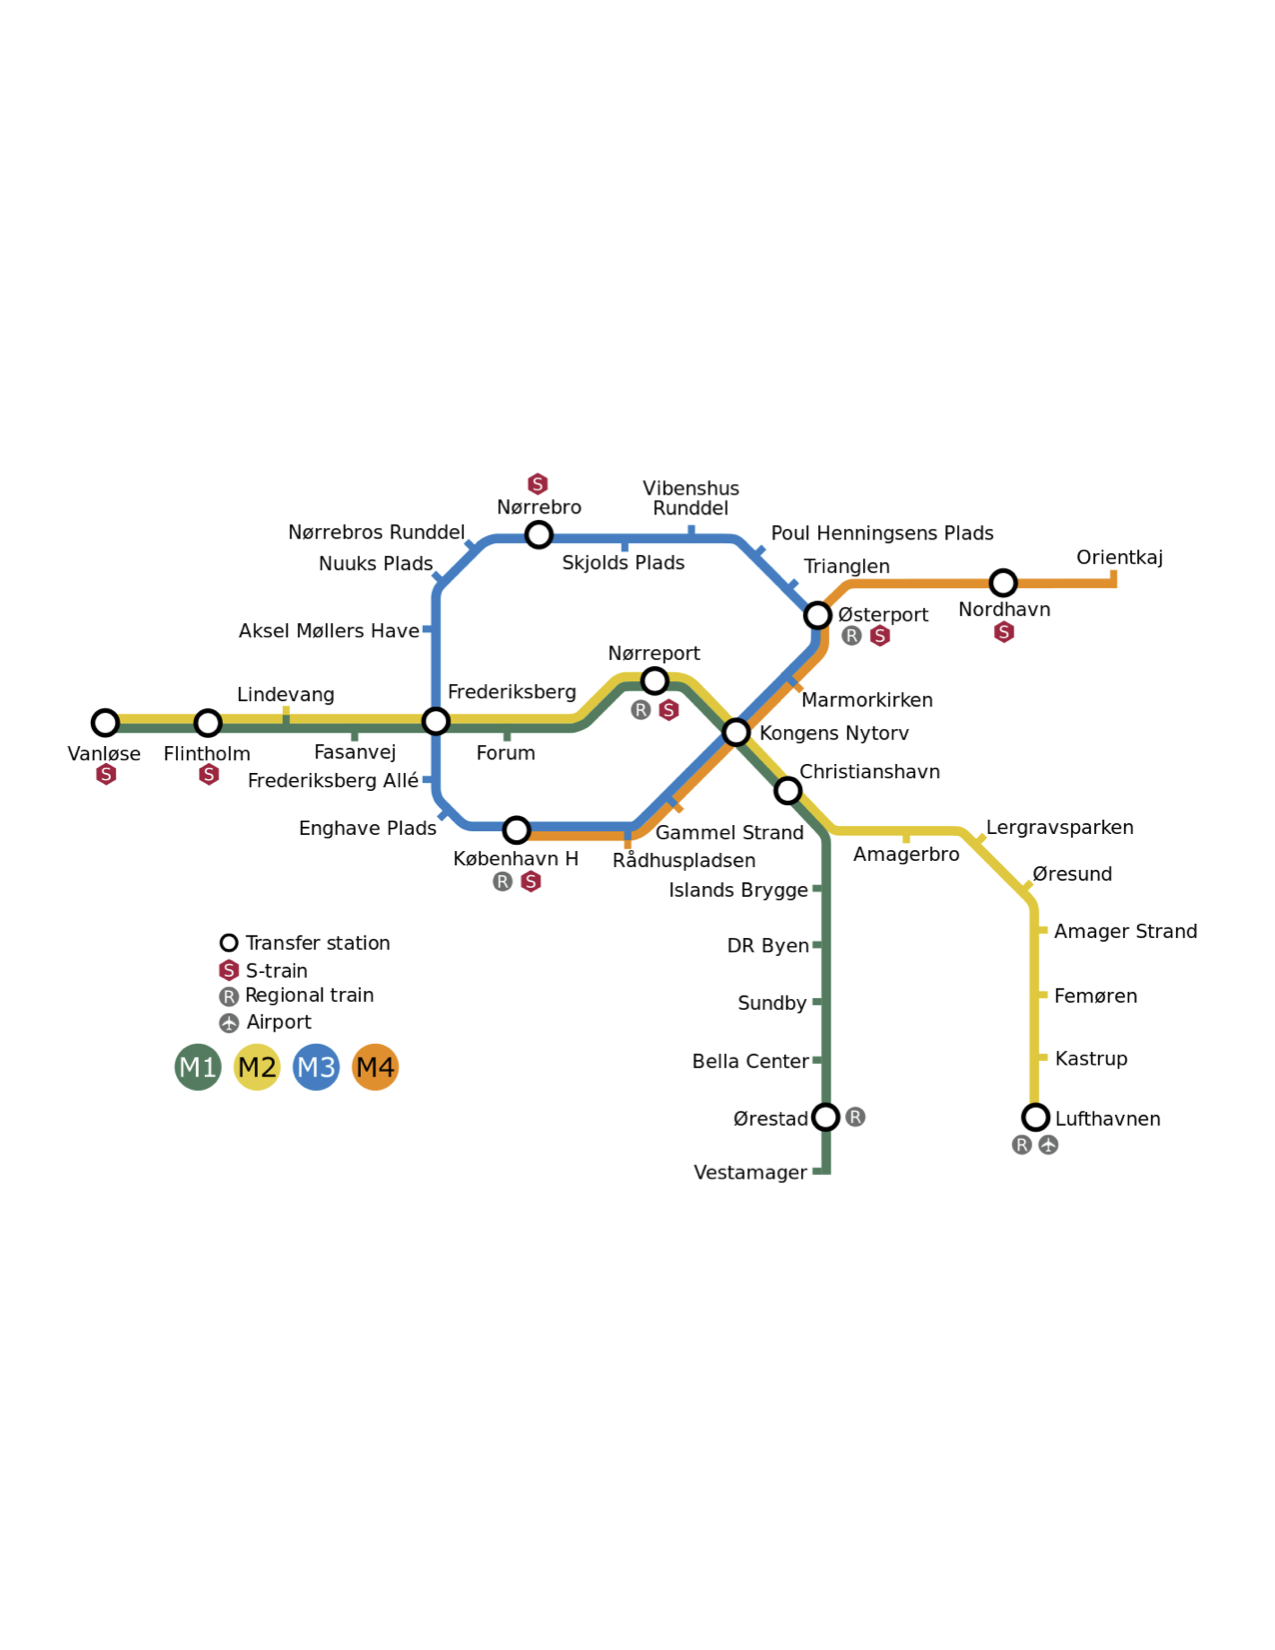 S
Nørrebro
Vibenshus
Runddel
Nørrebros Runddel
Poul Henningsens Plads
Nuuks Plads
Skjolds Plads
Trianglen
Orientkaj
Aksel Møllers Have
Østerport
R S
Nordhavn
S
Nørreport
R S
Lindevang
Frederiksberg
Marmorkirken
Vanløse
S
Flintholm
S
Fasanvej
Forum
Kongens Nytorv
Frederiksberg Allé
Christianshavn
Enghave Plads
København H
R S
Gammel Strand
Rådhuspladsen
Amagerbro
Lergravsparken
Øresund
Islands Brygge
Amager Strand
DR Byen
Femøren
Sundby
Kastrup
Bella Center
Ørestad R
Lufthavnen
R
Vestamager
Transfer station
S S-train
R Regional train
Airport
M1 M2 M3 M4